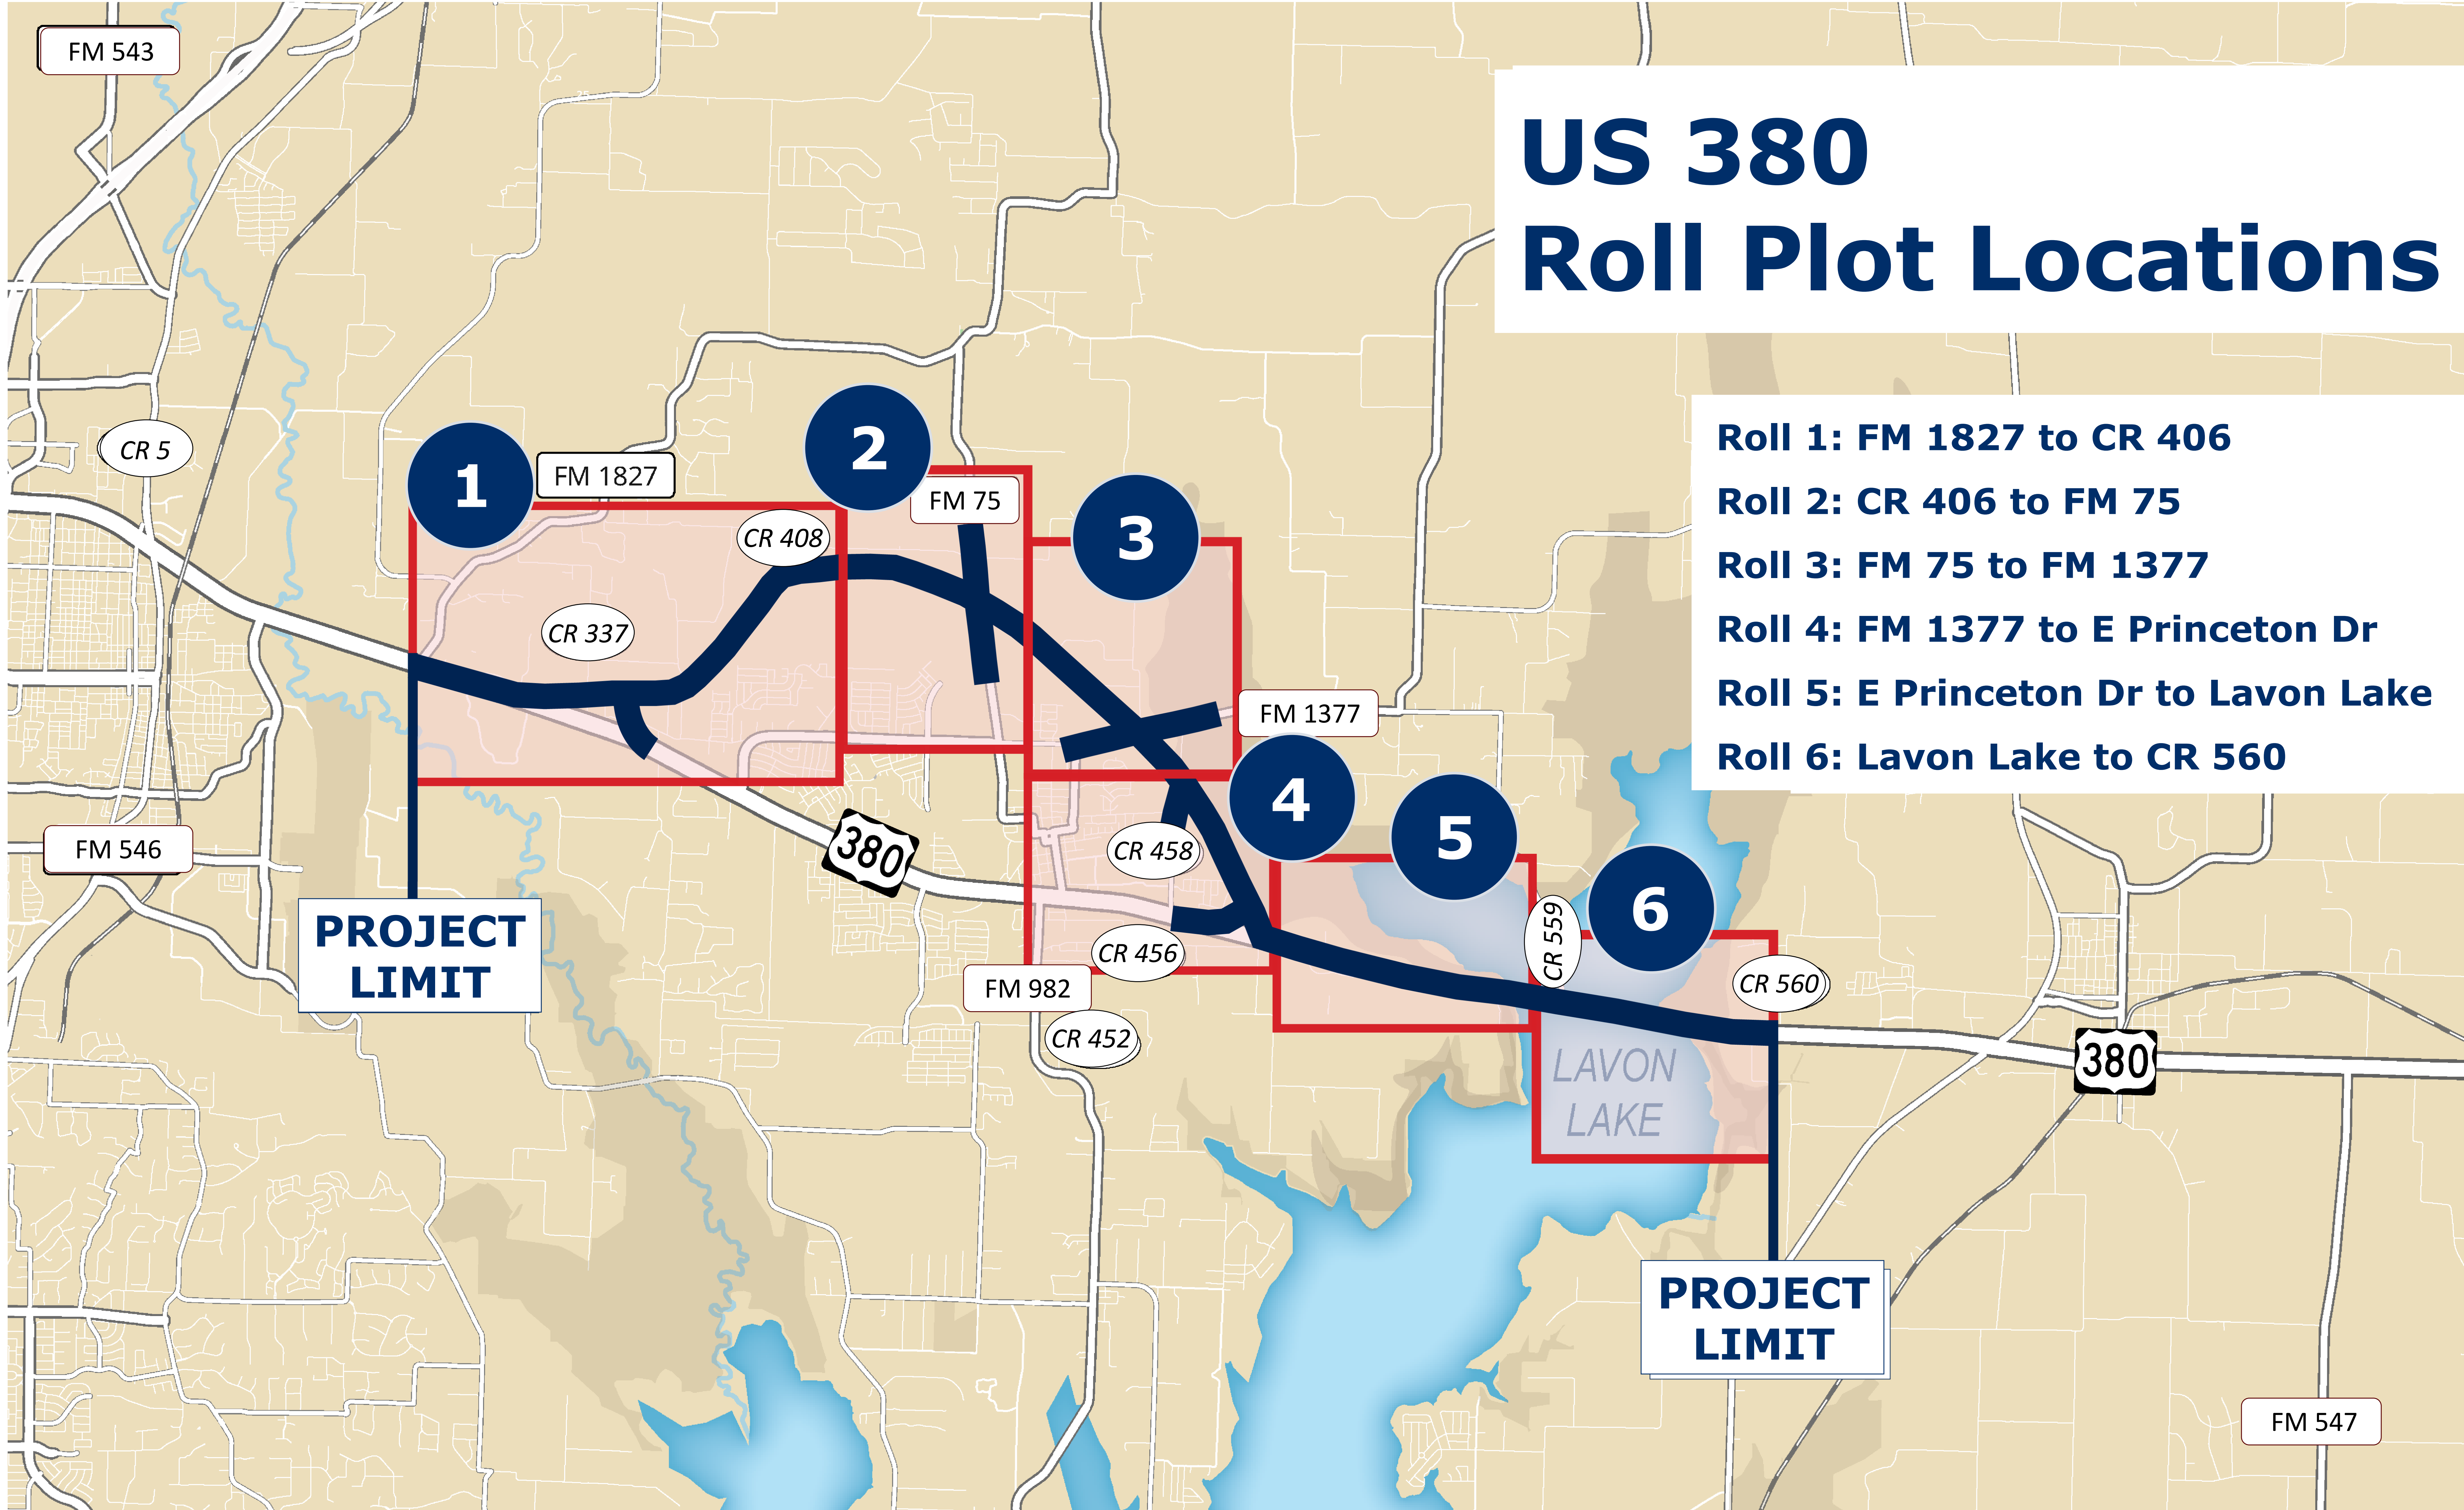 FM 543
US 380
Roll Plot Locations
Roll 1: FM 1827 to CR 406
Roll 2: CR 406 to FM 75
Roll 3: FM 75 to FM 1377
Roll 4: FM 1377 to E Princeton Dr
Roll 5: E Princeton Dr to Lavon Lake
Roll 6: Lavon Lake to CR 560
CR 5
1
FM 1827
2
FM 75
3
CR 408
CR 337
FM 1377
4
5
6
FM 546
380
CR 458
CR 456
CR 559
CR 560
FM 982
CR 452
PROJECT
LIMIT
LAVON
LAKE
380
PROJECT
LIMIT
FM 547